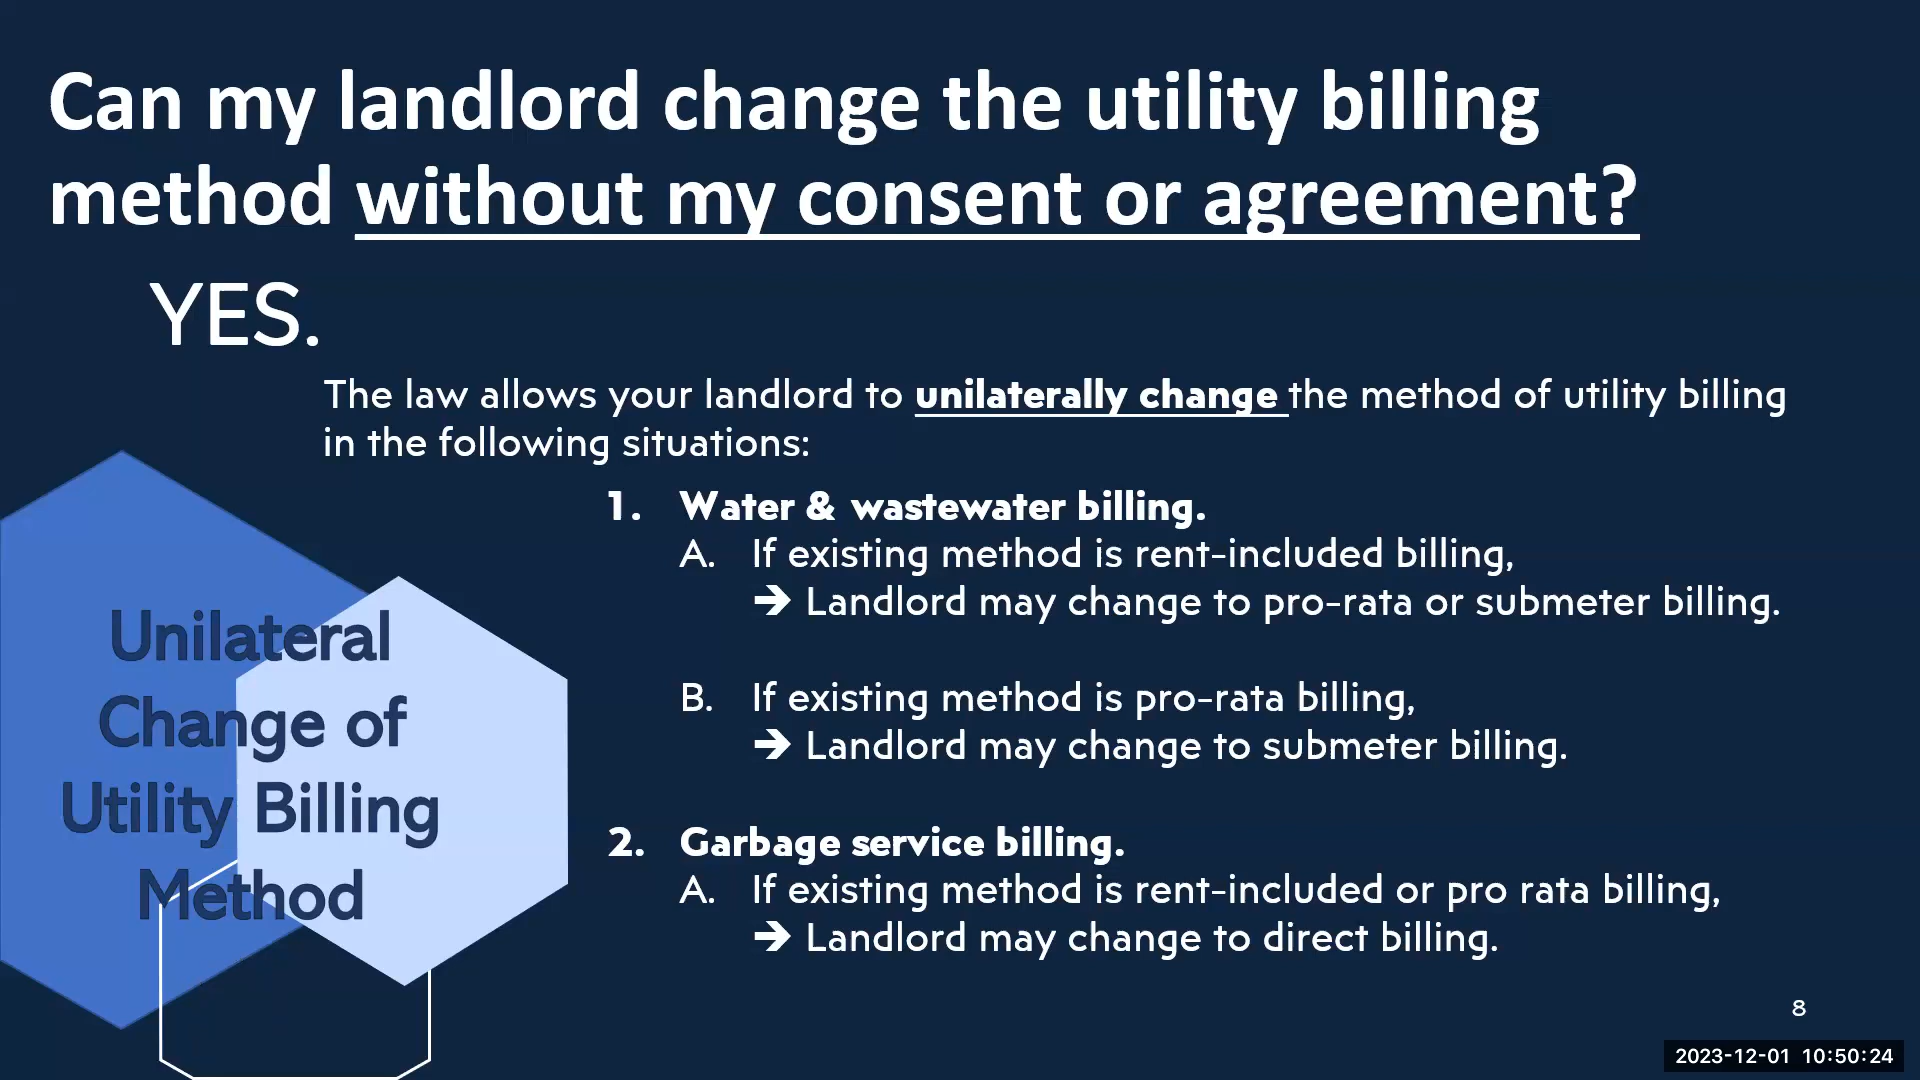 Can my landlord change the utility billing
method without my consent or agreement?
YES.
The law allows your landlord to unilaterally change the method of utility billing
in the following situations:
1. Water & wastewater billing.
A. If existing method is rent-included billing,
➔ Landlord may change to pro-rata or submeter billing.
B. If existing method is pro-rata billing,
➔ Landlord may change to submeter billing.
2. Garbage service billing.
A. If existing method is rent-included or pro rata billing,
➔ Landlord may change to direct billing.
Unilateral
Change of
Utility Billing
Method
8
2023-12-01 10:50:24